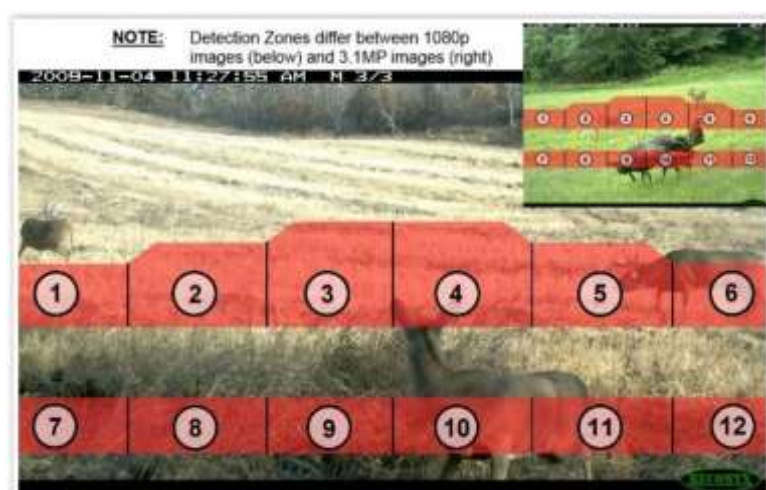 NOTE: Detection Zones differ between 1080p
images (below) and 3.1MP images (right)
2009-11-04 11:27:55 AM M 3/3
1 2 3 4 5 6
7 8 9 10 11 12